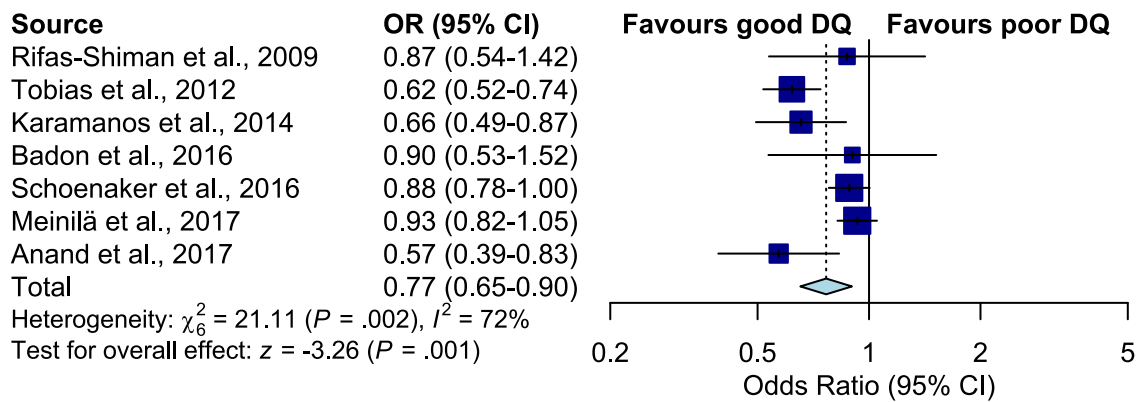 Source OR (95% CI) Favours good DQ Favours poor DQ
Rifas-Shiman et al., 2009 0.87 (0.54-1.42)
Tobias et al., 2012 0.62 (0.52-0.74)
Karamanos et al., 2014 0.66 (0.49-0.87)
Badon et al., 2016 0.90 (0.53-1.52)
Schoenaker et al., 2016 0.88 (0.78-1.00)
Meinilä et al., 2017 0.93 (0.82-1.05)
Anand et al., 2017 0.57 (0.39-0.83)
Total 0.77 (0.65-0.90)
Heterogeneity: χ²₆ = 21.11 (P = .002), I² = 72%
Test for overall effect: z = -3.26 (P = .001)
0.2 0.5 1 2 5
Odds Ratio (95% CI)